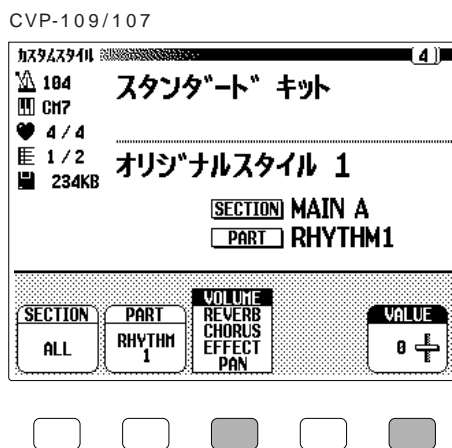 CVP-109/107
カスタムスタイル 4
104
スタンダード キット
CM7
4/4
1/2
オリジナルスタイル 1
234KB
SECTION MAIN A
PART RHYTHM1
VOLUME
SECTION PART REVERB VALUE
CHORUS
ALL RHYTHM EFFECT 0
1 PAN